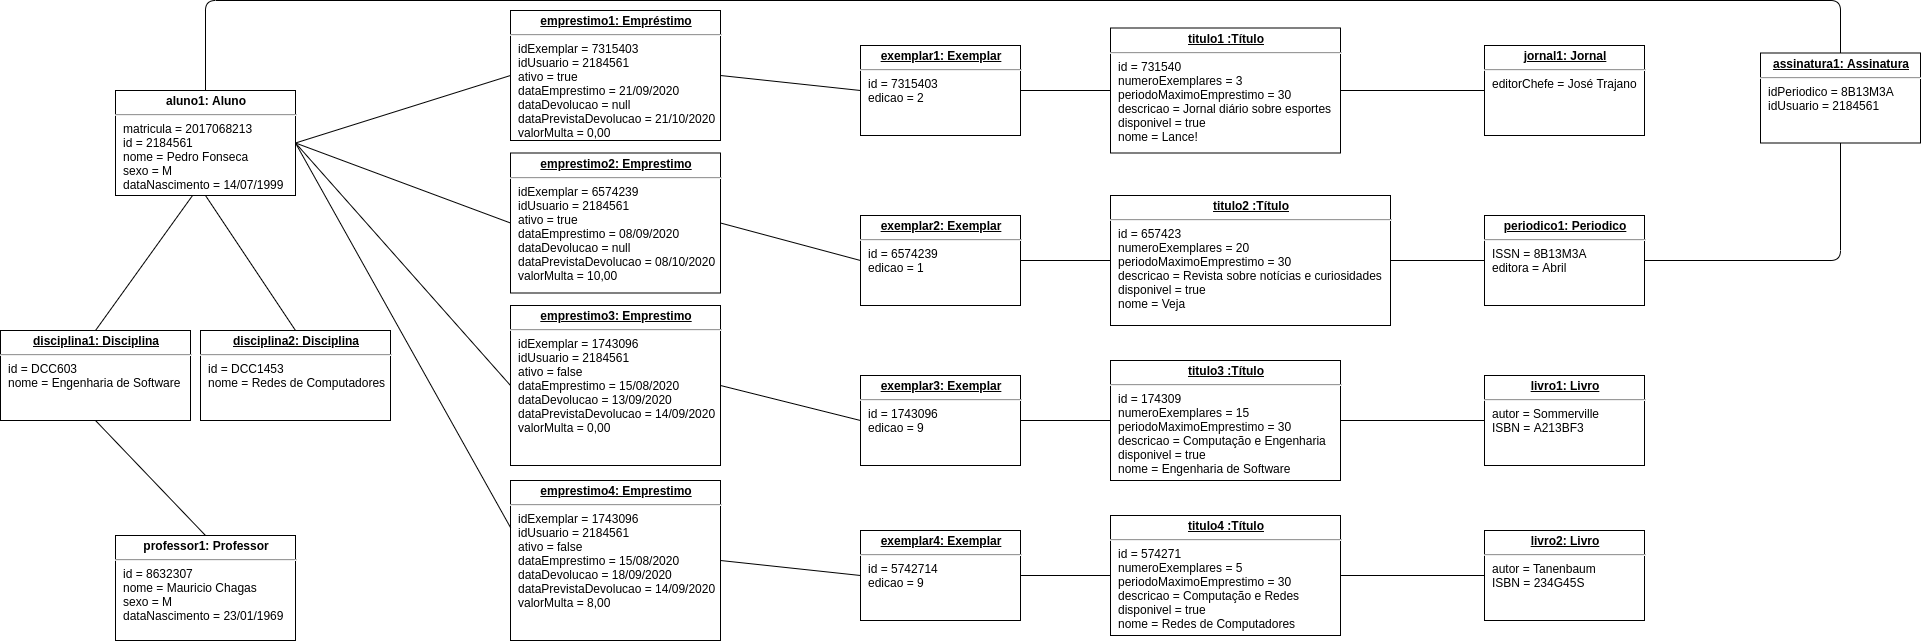 aluno1: Aluno
matricula = 2017068213
id = 2184561
nome = Pedro Fonseca
sexo = M
dataNascimento = 14/07/1999
disciplina1: Disciplina
id = DCC603
nome = Engenharia de Software
disciplina2: Disciplina
id = DCC1453
nome = Redes de Computadores
professor1: Professor
id = 8632307
nome = Mauricio Chagas
sexo = M
dataNascimento = 23/01/1969
emprestimo1: Empréstimo
idExemplar = 7315403
idUsuario = 2184561
ativo = true
dataEmprestimo = 21/09/2020
dataDevolucao = null
dataPrevistaDevolucao = 21/10/2020
valorMulta = 0,00
emprestimo2: Emprestimo
idExemplar = 6574239
idUsuario = 2184561
ativo = true
dataEmprestimo = 08/09/2020
dataDevolucao = null
dataPrevistaDevolucao = 08/10/2020
valorMulta = 10,00
emprestimo3: Emprestimo
idExemplar = 1743096
idUsuario = 2184561
ativo = false
dataEmprestimo = 15/08/2020
dataDevolucao = 13/09/2020
dataPrevistaDevolucao = 14/09/2020
valorMulta = 0,00
emprestimo4: Emprestimo
idExemplar = 1743096
idUsuario = 2184561
ativo = false
dataEmprestimo = 15/08/2020
dataDevolucao = 18/09/2020
dataPrevistaDevolucao = 14/09/2020
valorMulta = 8,00
exemplar1: Exemplar
id = 7315403
edicao = 2
exemplar2: Exemplar
id = 6574239
edicao = 1
exemplar3: Exemplar
id = 1743096
edicao = 9
exemplar4: Exemplar
id = 5742714
edicao = 9
titulo1 :Título
id = 731540
numeroExemplares = 3
periodoMaximoEmprestimo = 30
descricao = Jornal diário sobre esportes
disponivel = true
nome = Lance!
titulo2 :Título
id = 657423
numeroExemplares = 20
periodoMaximoEmprestimo = 30
descricao = Revista sobre notícias e curiosidades
disponivel = true
nome = Veja
titulo3 :Título
id = 174309
numeroExemplares = 15
periodoMaximoEmprestimo = 30
descricao = Computação e Engenharia
disponivel = true
nome = Engenharia de Software
titulo4 :Título
id = 574271
numeroExemplares = 5
periodoMaximoEmprestimo = 30
descricao = Computação e Redes
disponivel = true
nome = Redes de Computadores
jornal1: Jornal
editorChefe = José Trajano
periodico1: Periodico
ISSN = 8B13M3A
editora = Abril
livro1: Livro
autor = Sommerville
ISBN = A213BF3
livro2: Livro
autor = Tanenbaum
ISBN = 234G45S
assinatura1: Assinatura
idPeriodico = 8B13M3A
idUsuario = 2184561